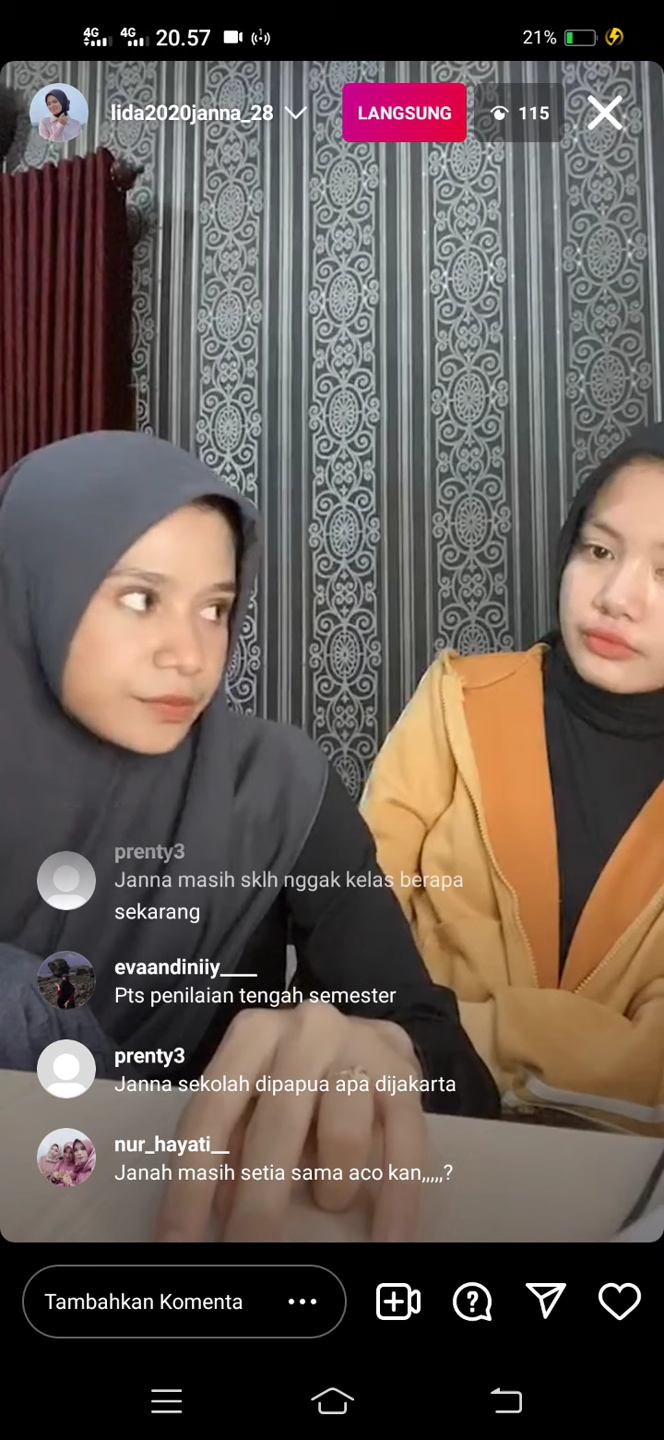 4G 4G 20.57 21%
lida2020janna_28 LANGSUNG 115
prenty3
Janna masih sklh nggak kelas berapa
sekarang
evaandiniiy____
Pts penilaian tengah semester
prenty3
Janna sekolah dipapua apa dijakarta
nur_hayati__
Janah masih setia sama aco kan,,,,,?
Tambahkan Komenta